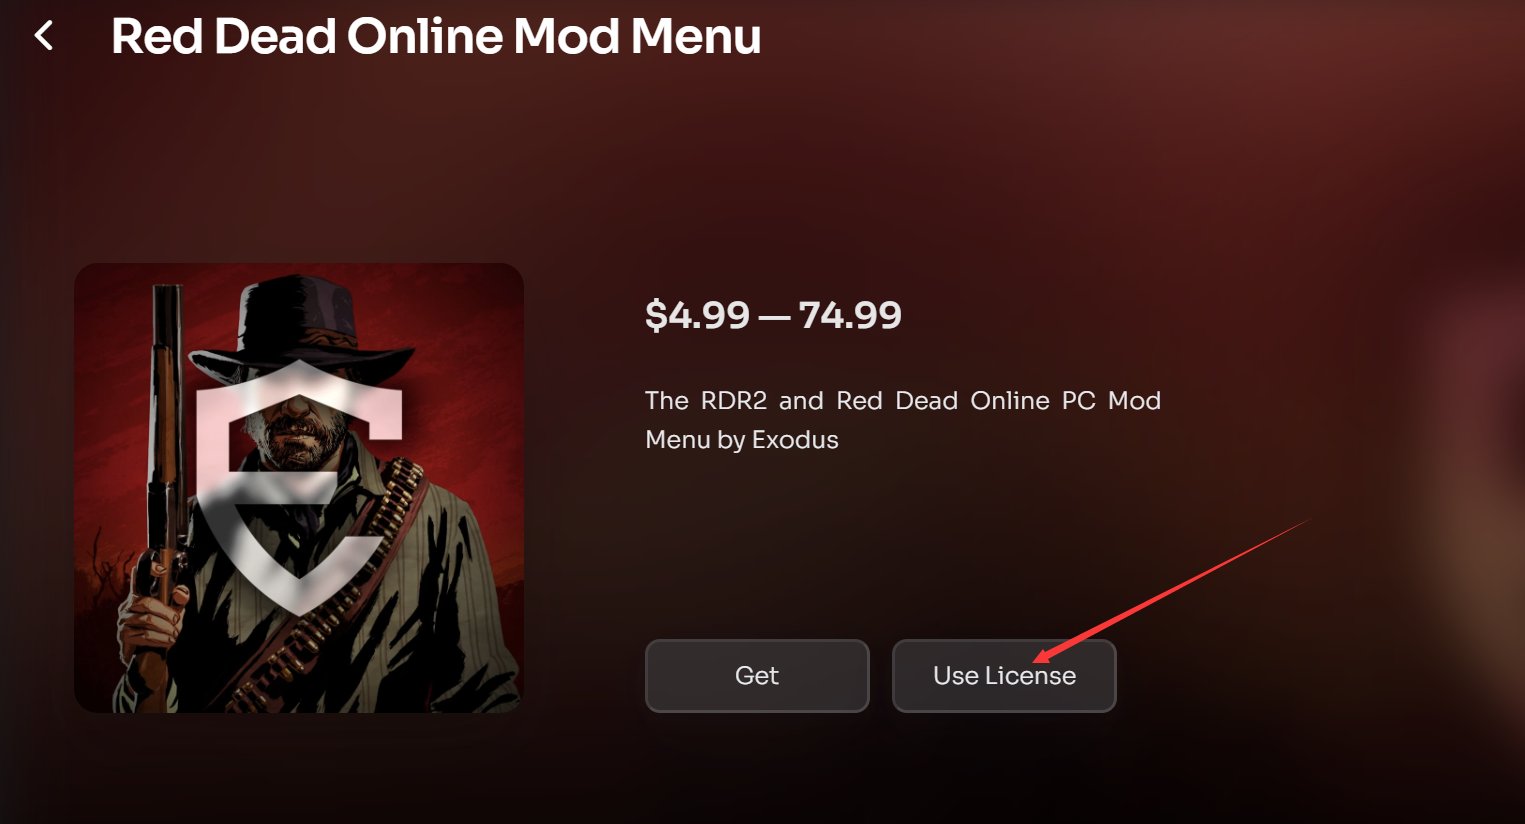 Red Dead Online Mod Menu
$4.99 — 74.99
The RDR2 and Red Dead Online PC Mod
Menu by Exodus
Get
Use License